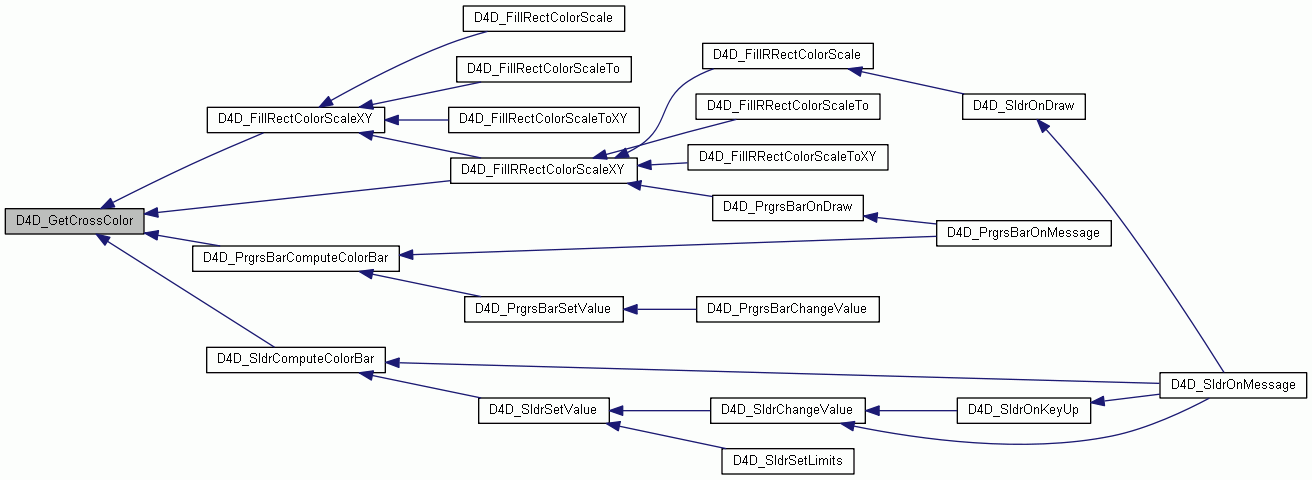 D4D_FillRectColorScale
D4D_FillRRectColorScale
D4D_FillRectColorScaleTo
D4D_FillRRectColorScaleTo
D4D_SldrOnDraw
D4D_FillRectColorScaleXY
D4D_FillRectColorScaleToXY
D4D_FillRRectColorScaleToXY
D4D_FillRRectColorScaleXY
D4D_PrgrsBarOnDraw
D4D_GetCrossColor
D4D_PrgrsBarOnMessage
D4D_PrgrsBarComputeColorBar
D4D_PrgrsBarSetValue
D4D_PrgrsBarChangeValue
D4D_SldrComputeColorBar
D4D_SldrOnMessage
D4D_SldrSetValue
D4D_SldrChangeValue
D4D_SldrOnKeyUp
D4D_SldrSetLimits